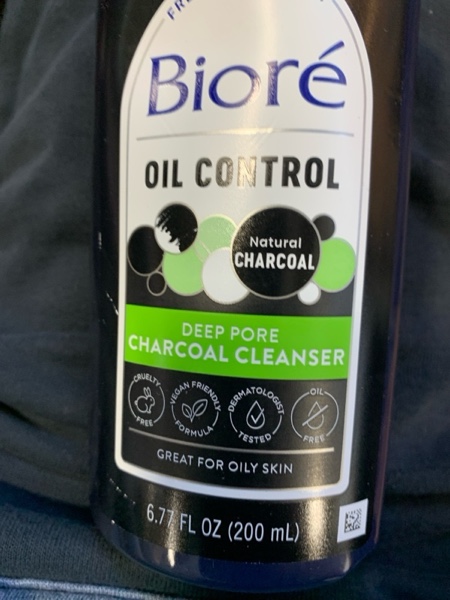 Bioré
OIL CONTROL
Natural
CHARCOAL
DEEP PORE
CHARCOAL CLEANSER
CRUELTY
FREE
VEGAN FRIENDLY
FORMULA
DERMATOLOGIST
TESTED
OIL
FREE
GREAT FOR OILY SKIN
6.77 FL OZ (200 mL)